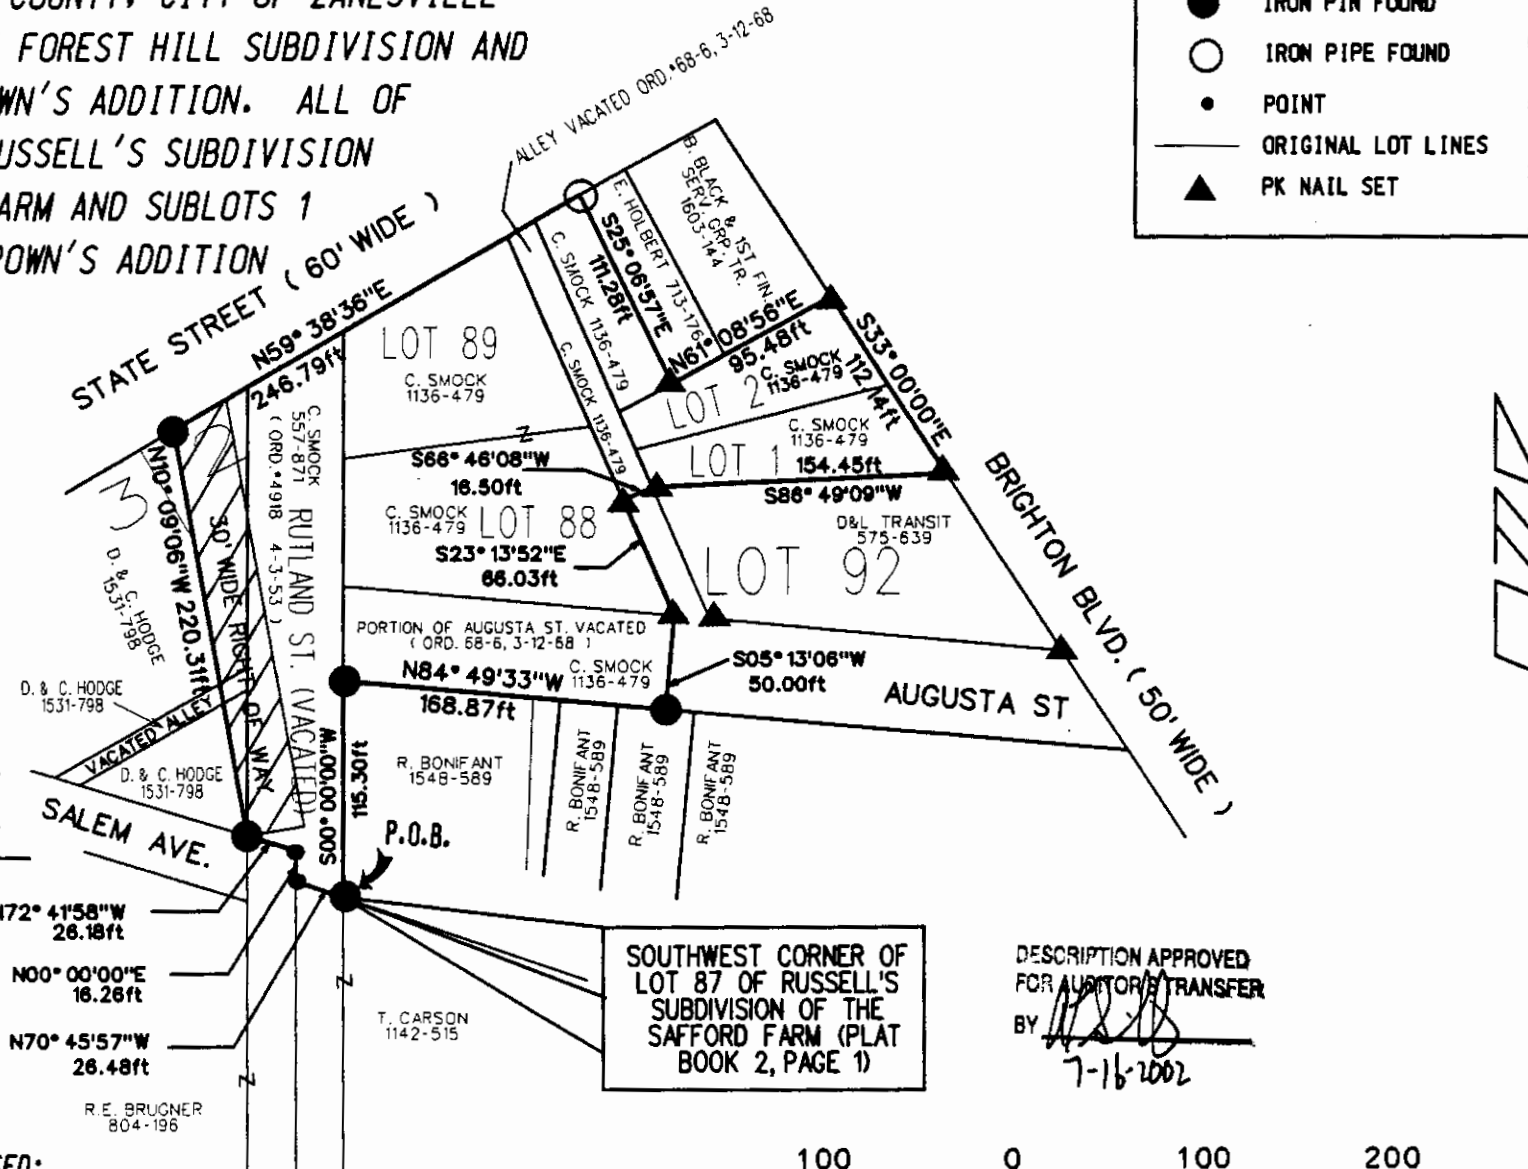 COUNTY, CITY OF ZANESVILLE
FOREST HILL SUBDIVISION AND
WN'S ADDITION. ALL OF
USSELL'S SUBDIVISION
ARM AND SUBLOTS 1
OWN'S ADDITION
IRON PIN FOUND
IRON PIPE FOUND
POINT
ORIGINAL LOT LINES
PK NAIL SET
ALLEY VACATED ORD.•68-6, 3-12-68
STATE STREET ( 60' WIDE )
N59° 38'36"E
246.79ft
LOT 89
C. SMOCK
1136-479
C. SMOCK 1136-479
C. SMOCK 1136-479
S25° 06'57"E
111.28ft
E. HOLBERT 713-176
B. BLACK & 1ST FIN.
SERV. GRP. TR.
1603-144
N61° 08'56"E
95.48ft
S33° 00'00"E
112.14ft
LOT 2
C. SMOCK
1136-479
C. SMOCK
1136-479
LOT 1
154.45ft
S86° 49'09"W
S66° 46'08"W
16.50ft
C. SMOCK
1136-479
LOT 88
S23° 13'52"E
66.03ft
D&L TRANSIT
575-639
LOT 92
BRIGHTON BLVD. ( 50' WIDE )
2
3
N10° 09'06"W 220.31ft
D. & C. HODGE
1531-798
30' WIDE RIGHT OF WAY
C. SMOCK
557-871
( ORD.•4918 4-3-53 )
RUTLAND ST. (VACATED)
PORTION OF AUGUSTA ST. VACATED
( ORD. 68-6, 3-12-68 )
C. SMOCK
1136-479
N84° 49'33"W
168.87ft
S05° 13'06"W
50.00ft
AUGUSTA ST
D. & C. HODGE
1531-798
VACATED ALLEY
D. & C. HODGE
1531-798
SALEM AVE.
S00° 00'00"W
115.30ft
R. BONIFANT
1548-589
R. BONIFANT
1548-589
R. BONIFANT
1548-589
R. BONIFANT
1548-589
P.O.B.
N72° 41'58"W
26.18ft
N00° 00'00"E
16.26ft
N70° 45'57"W
26.48ft
T. CARSON
1142-515
R.E. BRUGNER
804-196
SOUTHWEST CORNER OF
LOT 87 OF RUSSELL'S
SUBDIVISION OF THE
SAFFORD FARM (PLAT
BOOK 2, PAGE 1)
DESCRIPTION APPROVED
FOR AUDITORS TRANSFER
BY
7-16-2002
100 0 100 200